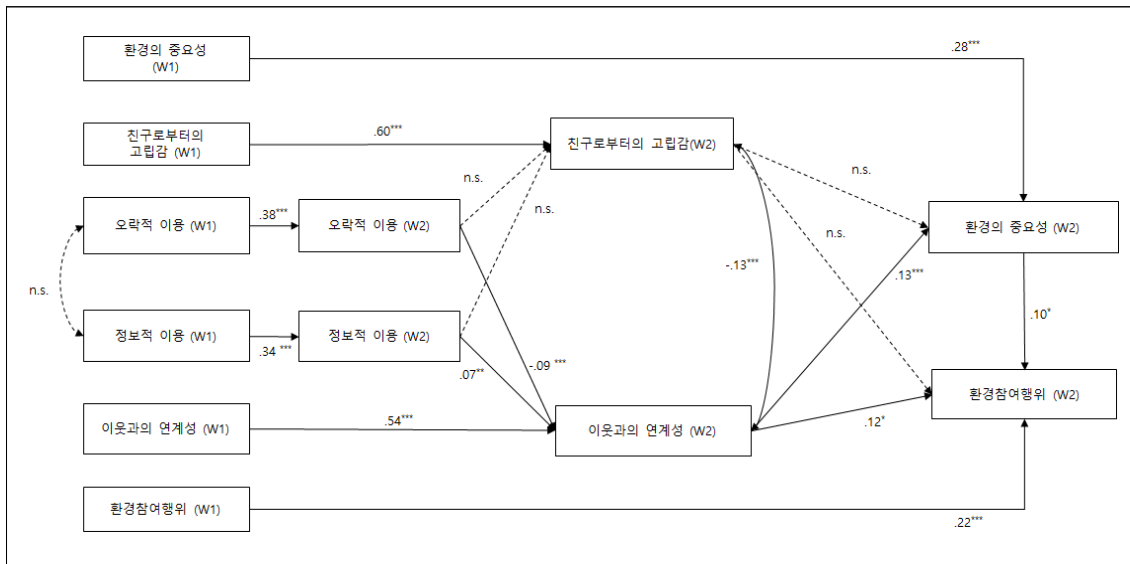 환경의 중요성
(W1)
.28***
친구로부터의
고립감 (W1)
.60***
친구로부터의 고립감(W2)
n.s.
n.s.
n.s.
n.s.
오락적 이용 (W1)
.38***
오락적 이용 (W2)
환경의 중요성 (W2)
-.13***
.13***
n.s.
정보적 이용 (W1)
.34 ***
정보적 이용 (W2)
.10*
-.09 ***
.07**
환경참여행위 (W2)
이웃과의 연계성 (W1)
.54***
이웃과의 연계성 (W2)
.12*
환경참여행위 (W1)
.22***